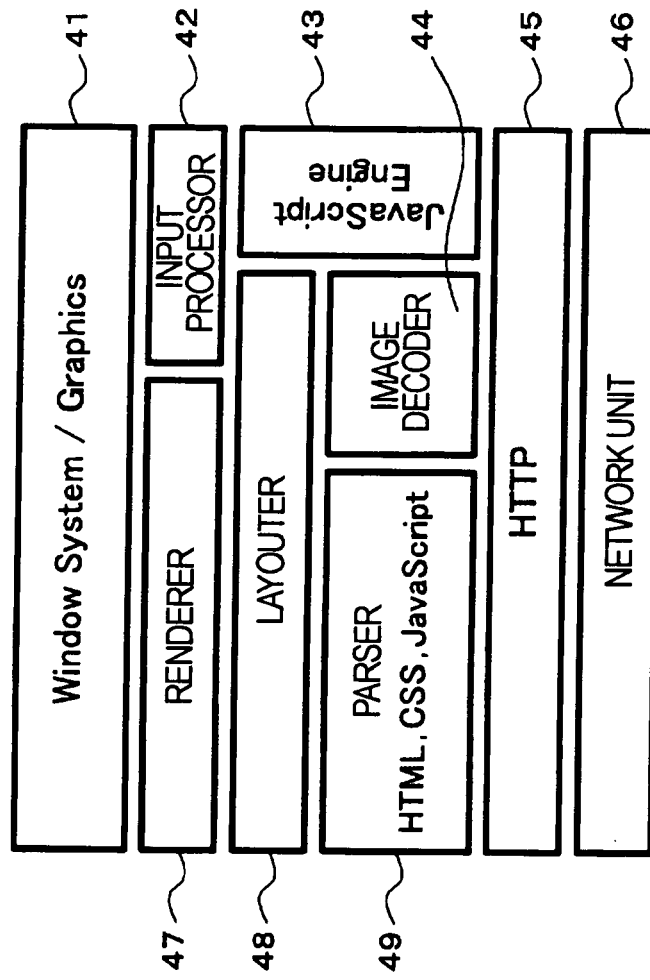 41
42
43
44
45
46
Window System / Graphics
RENDERER
INPUT
PROCESSOR
LAYOUTER
JavaScript
Engine
PARSER
HTML, CSS, JavaScript
IMAGE
DECODER
HTTP
NETWORK UNIT
47
48
49